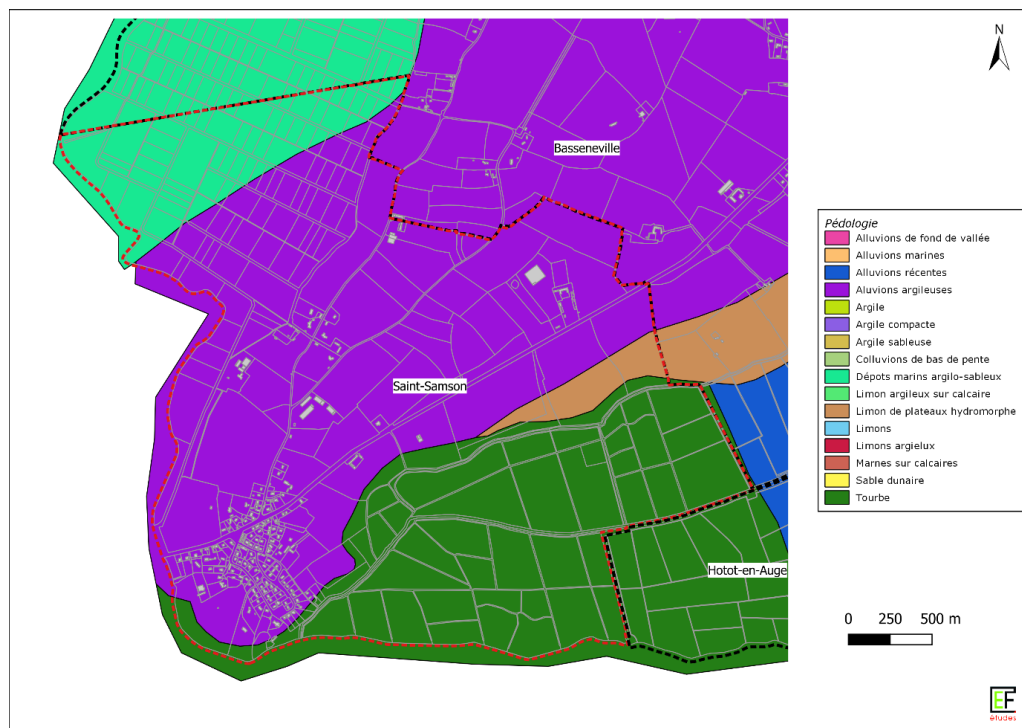 N
Basseneville
Saint-Samson
Hotot-en-Auge
Pédologie
Alluvions de fond de vallée
Alluvions marines
Alluvions récentes
Aluvions argileuses
Argile
Argile compacte
Argile sableuse
Colluvions de bas de pente
Dépots marins argilo-sableux
Limon argileux sur calcaire
Limon de plateaux hydromorphe
Limons
Limons argielux
Marnes sur calcaires
Sable dunaire
Tourbe
0 250 500 m
EF
études